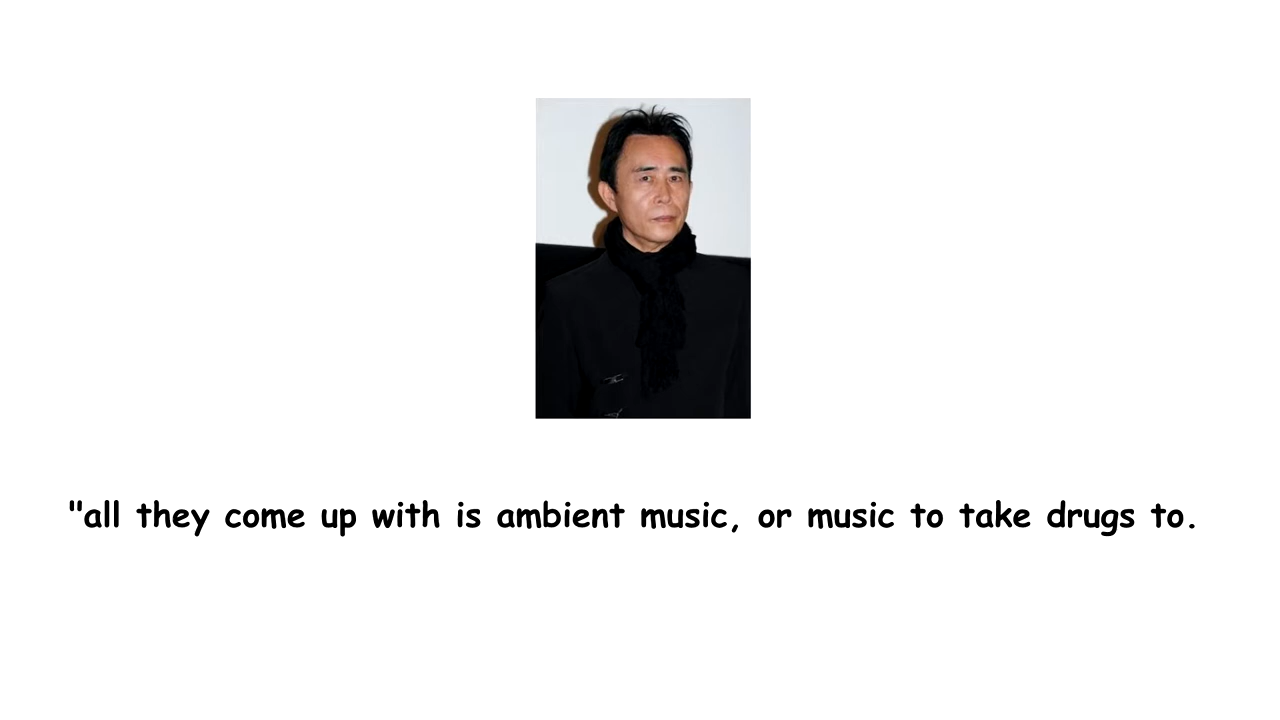 "all they come up with is ambient music, or music to take drugs to.